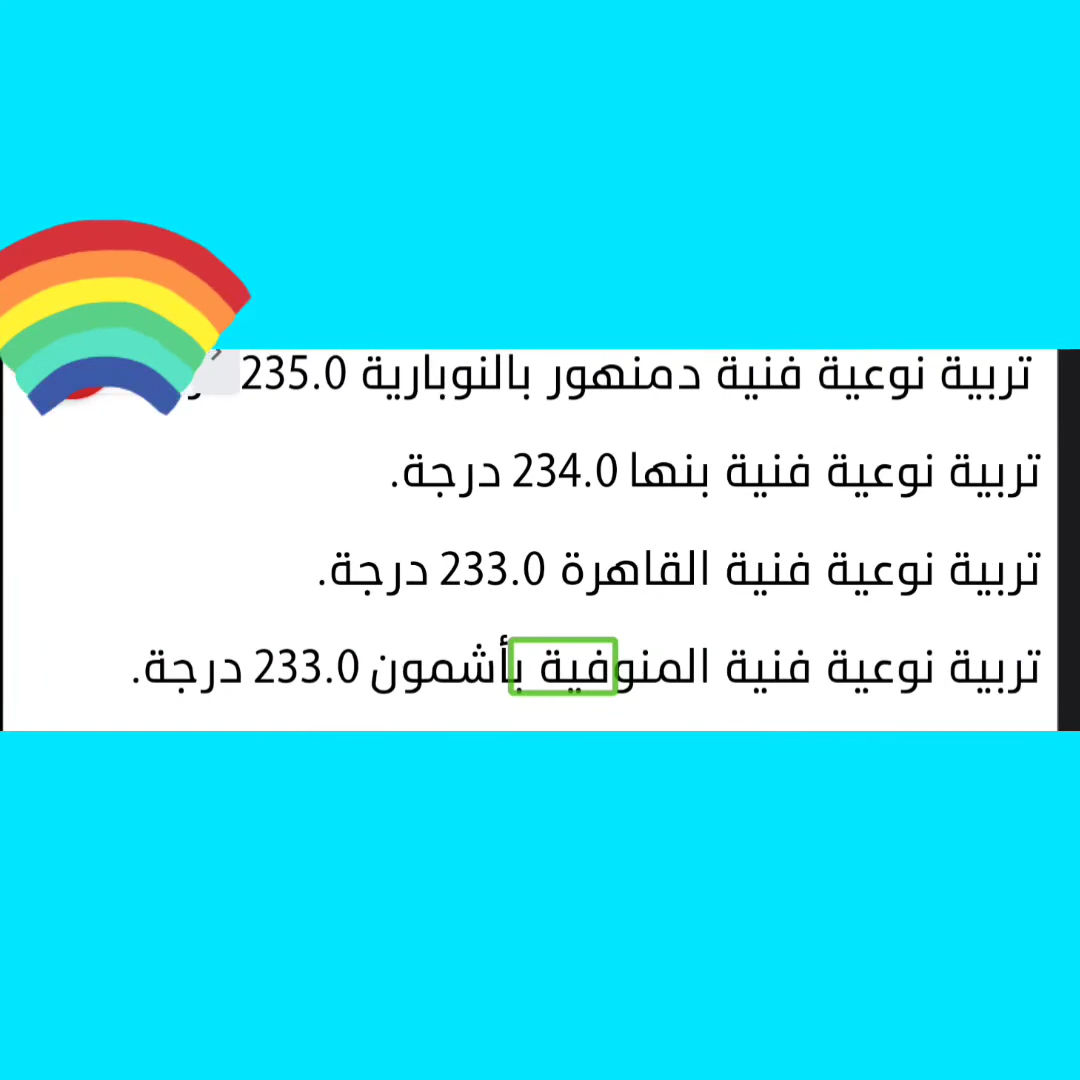 تربية نوعية فنية دمنهور بالنوبارية 235.0
تربية نوعية فنية بنها 234.0 درجة.
تربية نوعية فنية القاهرة 233.0 درجة.
تربية نوعية فنية المنوفية بأشمون 233.0 درجة.